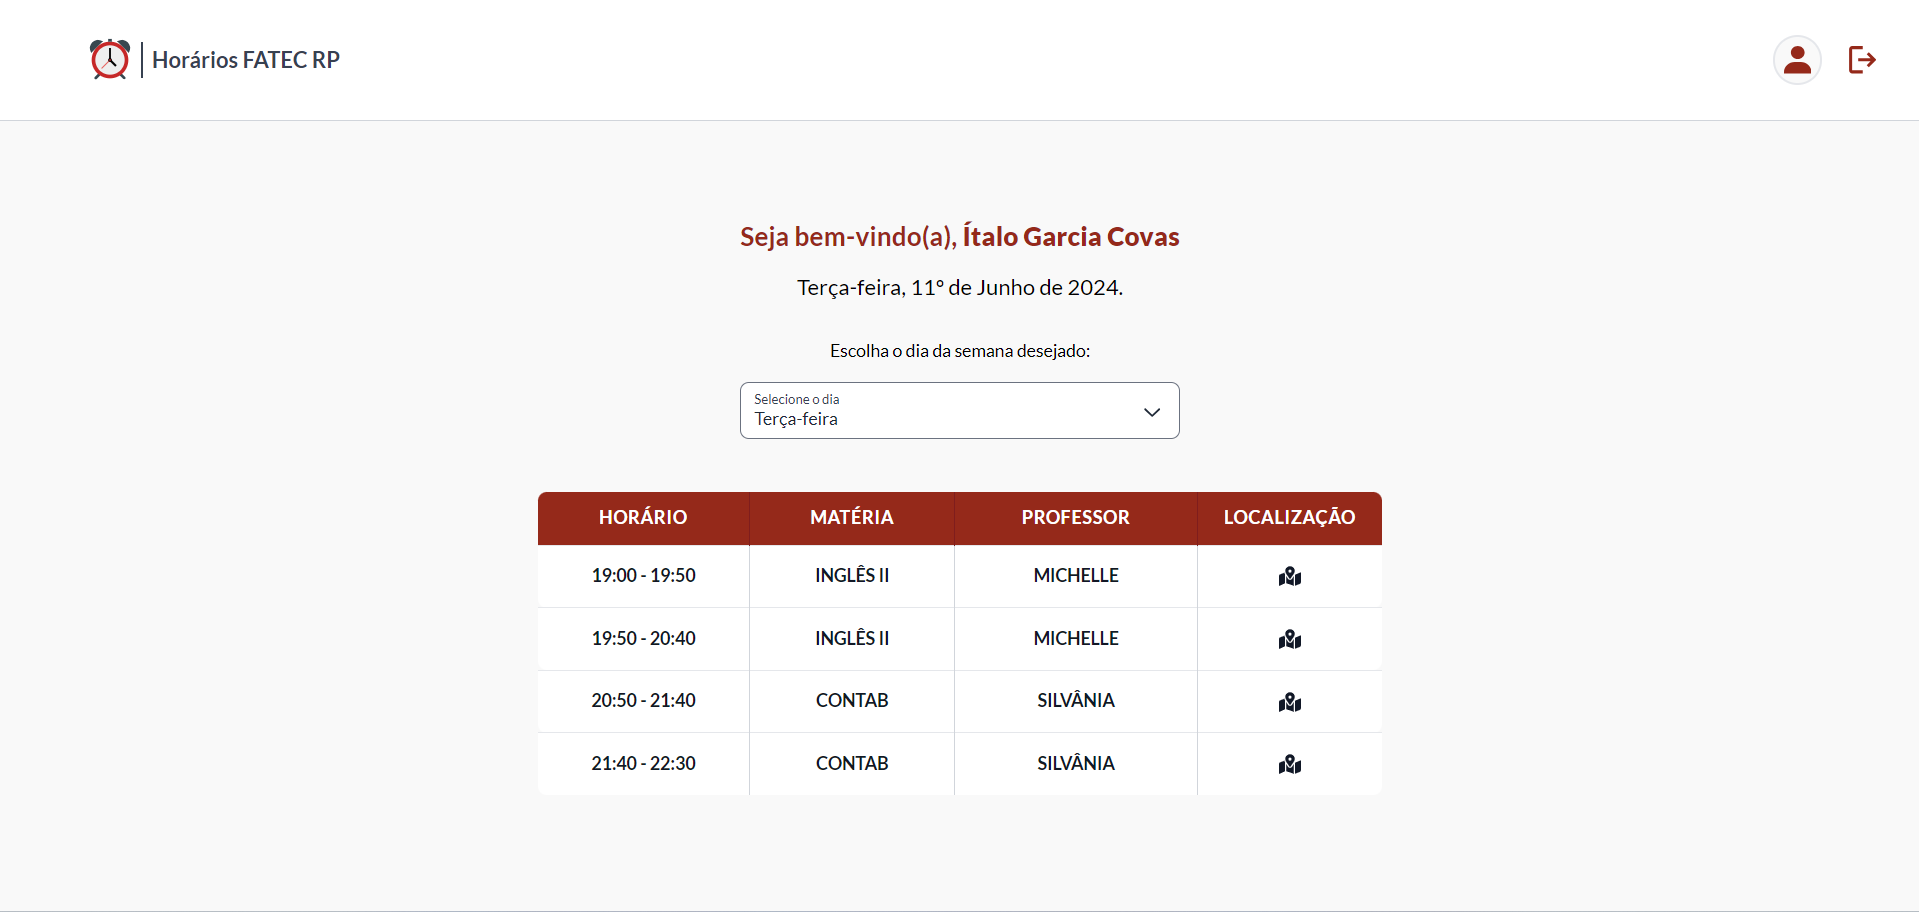 Horários FATEC RP
Seja bem-vindo(a), Ítalo Garcia Covas
Terça-feira, 11º de Junho de 2024.
Escolha o dia da semana desejado:
Selecione o dia
Terça-feira
HORÁRIO MATÉRIA PROFESSOR LOCALIZAÇÃO
19:00 - 19:50 INGLÊS II MICHELLE
19:50 - 20:40 INGLÊS II MICHELLE
20:50 - 21:40 CONTAB SILVÂNIA
21:40 - 22:30 CONTAB SILVÂNIA